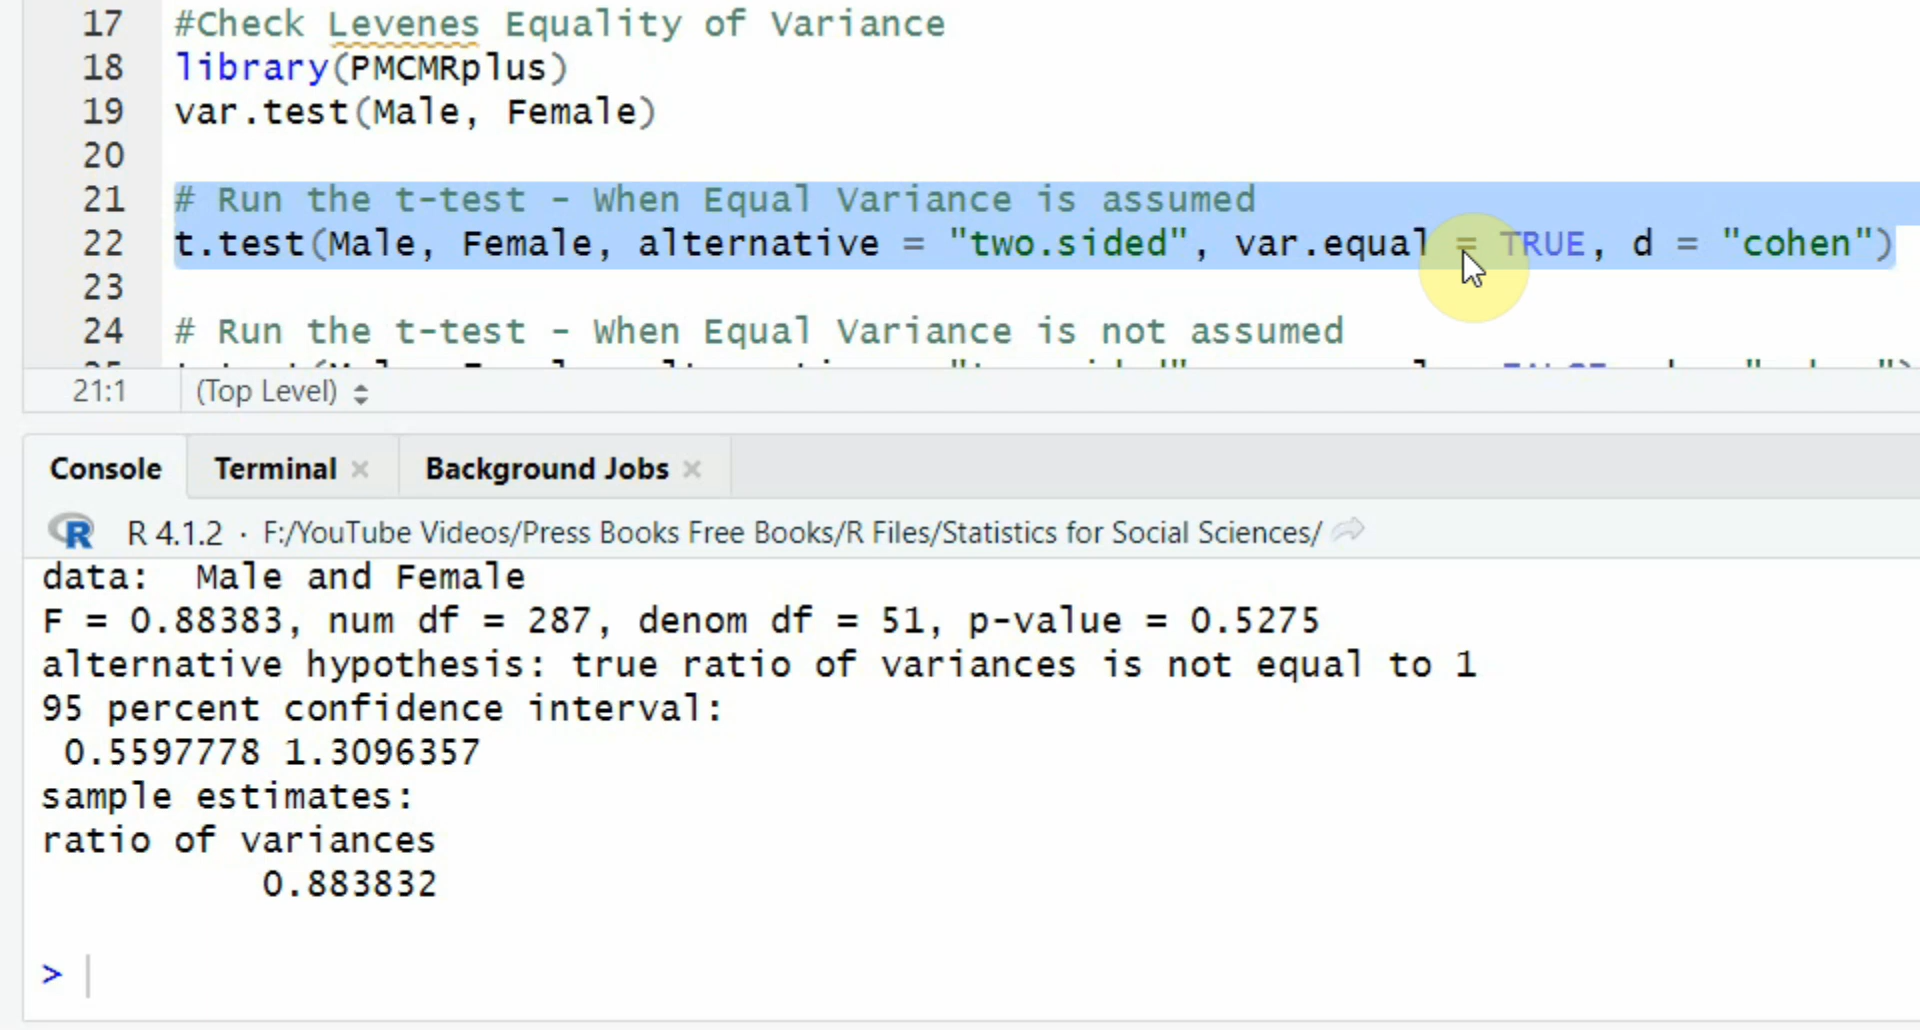 17 #Check Levenes Equality of Variance
18 library(PMCMRplus)
19 var.test(Male, Female)
20
21 # Run the t-test - When Equal Variance is assumed
22 t.test(Male, Female, alternative = "two.sided", var.equal = TRUE, d = "cohen")
23
24 # Run the t-test - When Equal Variance is not assumed
21:1 (Top Level)
Console Terminal Background Jobs
R 4.1.2 · F:/YouTube Videos/Press Books Free Books/R Files/Statistics for Social Sciences/
data: Male and Female
F = 0.88383, num df = 287, denom df = 51, p-value = 0.5275
alternative hypothesis: true ratio of variances is not equal to 1
95 percent confidence interval:
0.5597778 1.3096357
sample estimates:
ratio of variances
0.883832
>